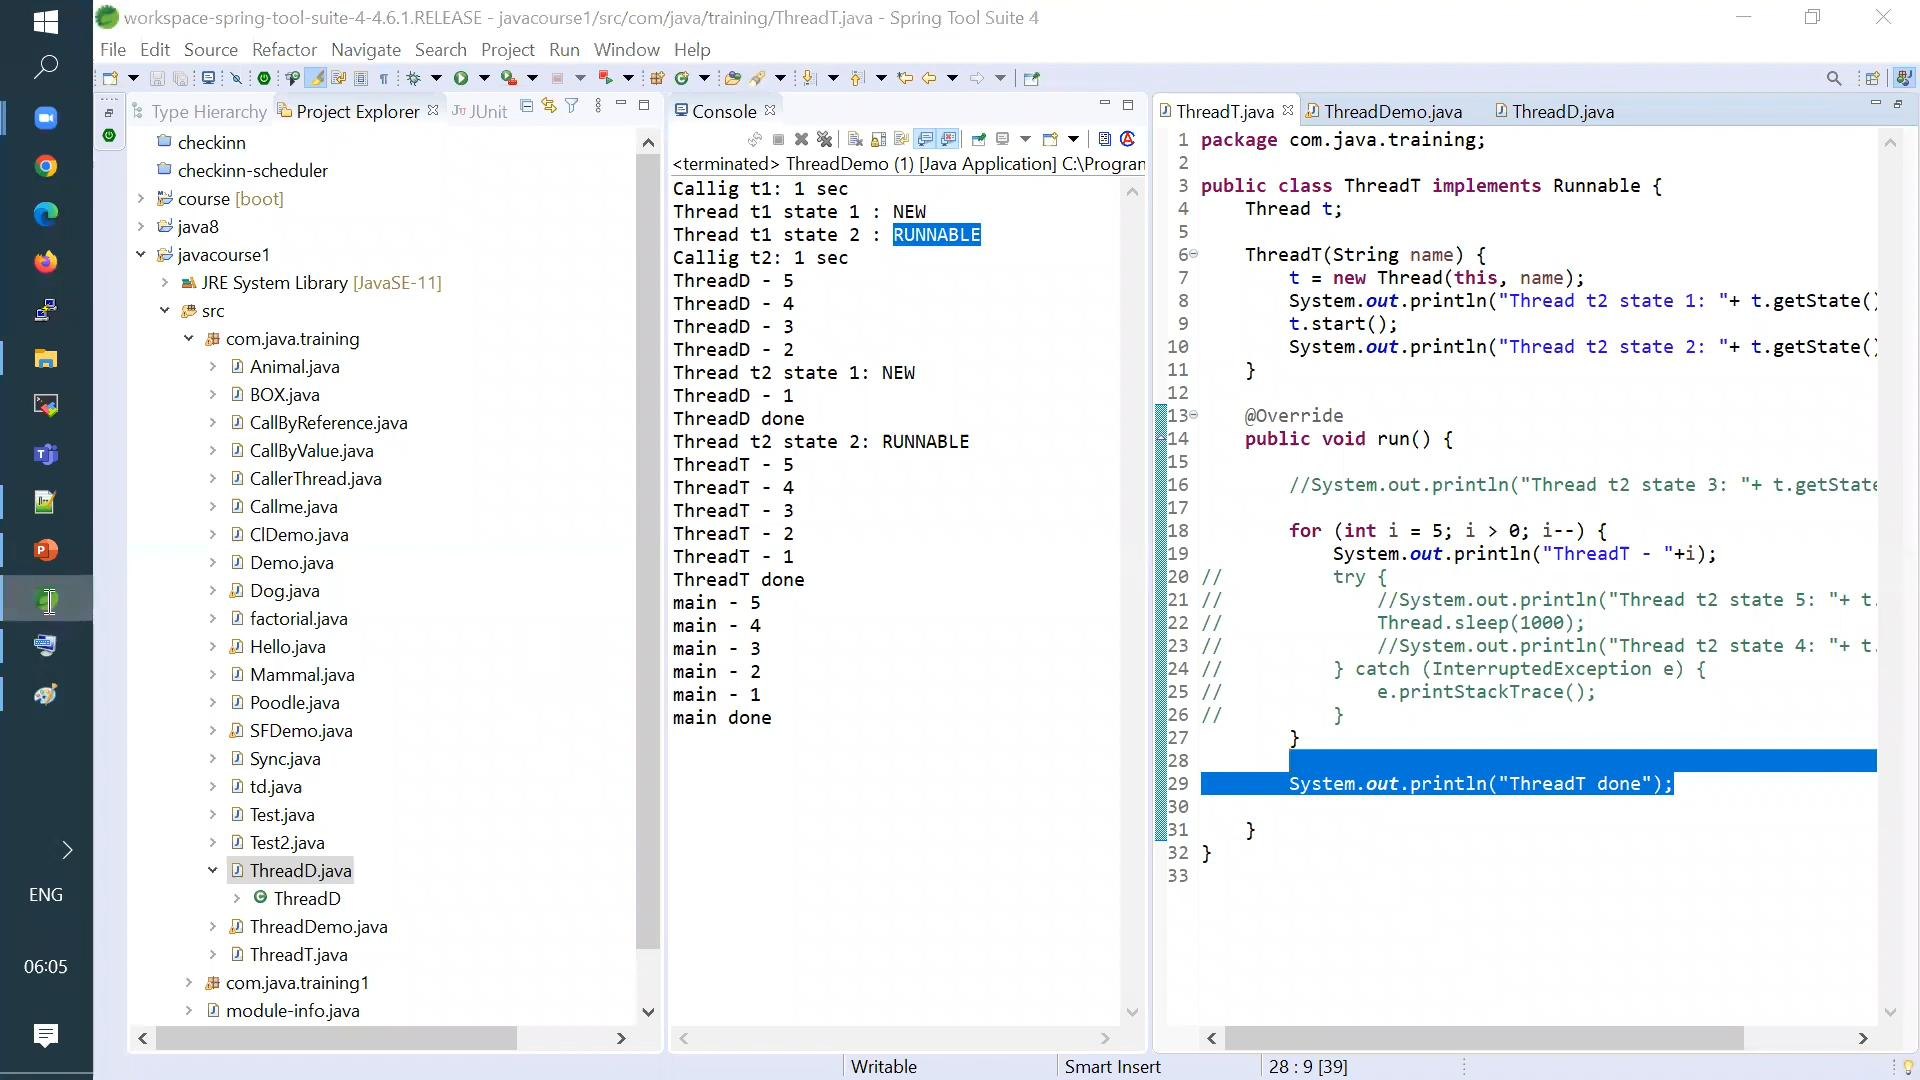 workspace-spring-tool-suite-4-4.6.1.RELEASE - javacourse1/src/com/java/training/ThreadT.java - Spring Tool Suite 4
File Edit Source Refactor Navigate Search Project Run Window Help
Type Hierarchy
Project Explorer
JUnit
checkinn
checkinn-scheduler
course [boot]
java8
javacourse1
JRE System Library [JavaSE-11]
src
com.java.training
Animal.java
BOX.java
CallByReference.java
CallByValue.java
CallerThread.java
Callme.java
ClDemo.java
Demo.java
Dog.java
factorial.java
Hello.java
Mammal.java
Poodle.java
SFDemo.java
Sync.java
td.java
Test.java
Test2.java
ThreadD.java
ThreadD
ThreadDemo.java
ThreadT.java
com.java.training1
module-info.java
Console
<terminated> ThreadDemo (1) [Java Application] C:\Progran
Callig t1: 1 sec
Thread t1 state 1 : NEW
Thread t1 state 2 : RUNNABLE
Callig t2: 1 sec
ThreadD - 5
ThreadD - 4
ThreadD - 3
ThreadD - 2
Thread t2 state 1: NEW
ThreadD - 1
ThreadD done
Thread t2 state 2: RUNNABLE
ThreadT - 5
ThreadT - 4
ThreadT - 3
ThreadT - 2
ThreadT - 1
ThreadT done
main - 5
main - 4
main - 3
main - 2
main - 1
main done
ThreadT.java
ThreadDemo.java
ThreadD.java
1 package com.java.training;
2
3 public class ThreadT implements Runnable {
4 Thread t;
5
6 ThreadT(String name) {
7 t = new Thread(this, name);
8 System.out.println("Thread t2 state 1: "+ t.getState()
9 t.start();
10 System.out.println("Thread t2 state 2: "+ t.getState()
11 }
12
13 @Override
14 public void run() {
15
16 //System.out.println("Thread t2 state 3: "+ t.getState
17
18 for (int i = 5; i > 0; i--) {
19 System.out.println("ThreadT - "+i);
20 // try {
21 // //System.out.println("Thread t2 state 5: "+ t.
22 // Thread.sleep(1000);
23 // //System.out.println("Thread t2 state 4: "+ t.
24 // } catch (InterruptedException e) {
25 // e.printStackTrace();
26 // }
27 }
28
29 System.out.println("ThreadT done");
30
31 }
32 }
33
ENG
06:05
Writable
Smart Insert
28 : 9 [39]